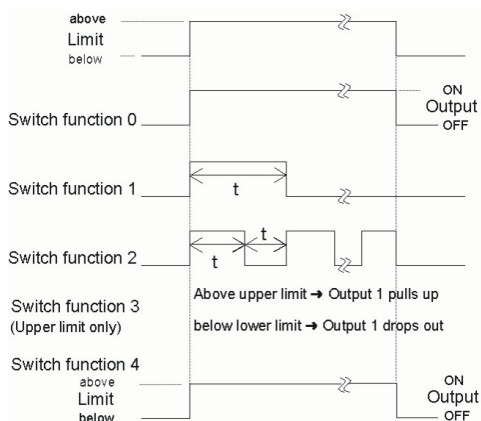 above
Limit
below
ON
Output
OFF
Switch function 0
Switch function 1
t
Switch function 2
t
t
Switch function 3
(Upper limit only)
Above upper limit ➔ Output 1 pulls up
below lower limit ➔ Output 1 drops out
Switch function 4
above
Limit
below
ON
Output
OFF